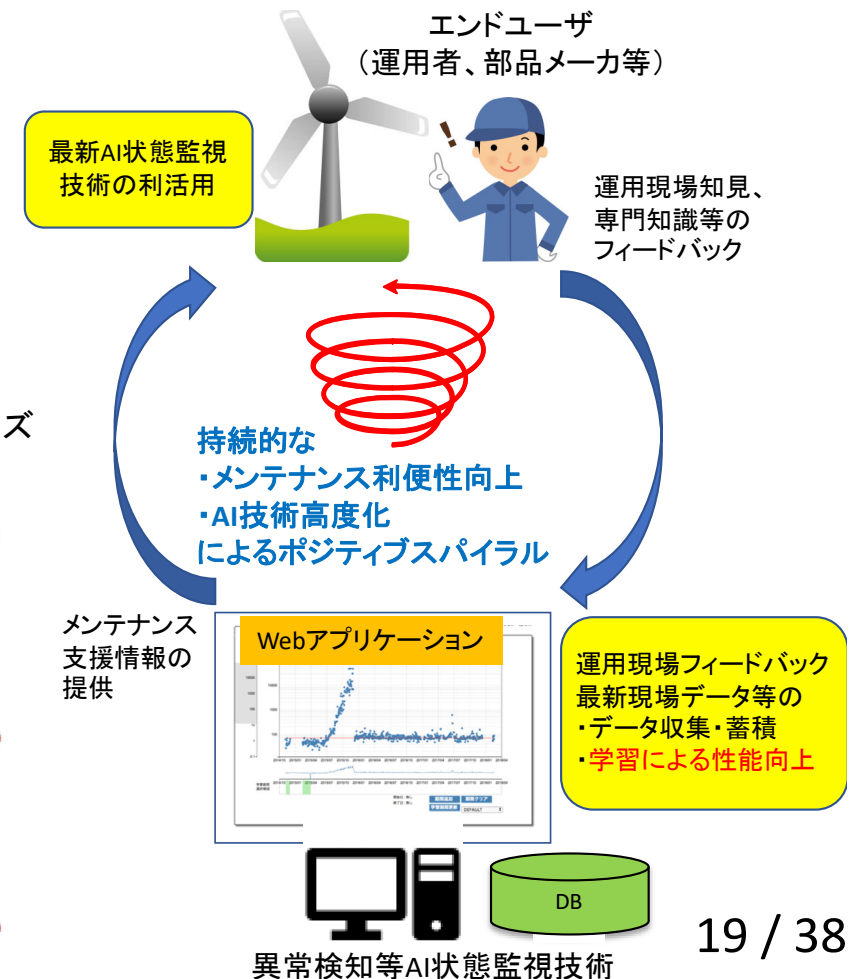 エンドユーザ
（運用者、部品メーカ等）
最新AI状態監視
技術の利活用
運用現場知見、
専門知識等の
フィードバック
ズ
持続的な
・メンテナンス利便性向上
・AI技術高度化
によるポジティブスパイラル
メンテナンス
支援情報の
提供
Webアプリケーション
運用現場フィードバック
最新現場データ等の
・データ収集・蓄積
・学習による性能向上
DEFAULT
DB
異常検知等AI状態監視技術
19 / 38